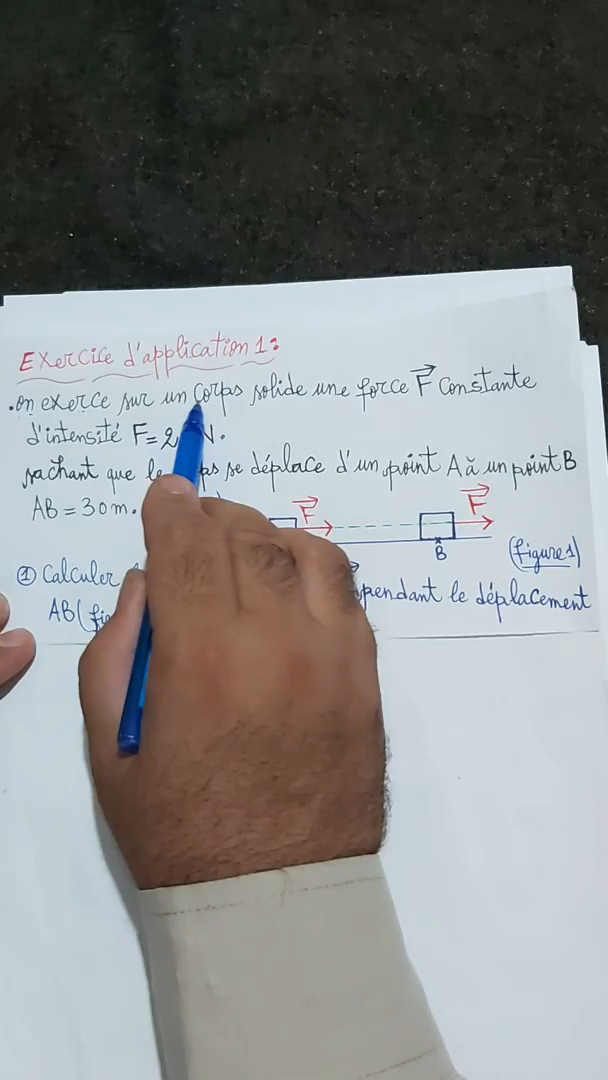 Exercice d'application 1:
.on exerce sur un corps solide une force F constante
d'intensité F=
sachant que se déplace d'un point A à un point B
AB = 30m.
F
F
B
(figure1)
① Calculer pendant le déplacement
AB(